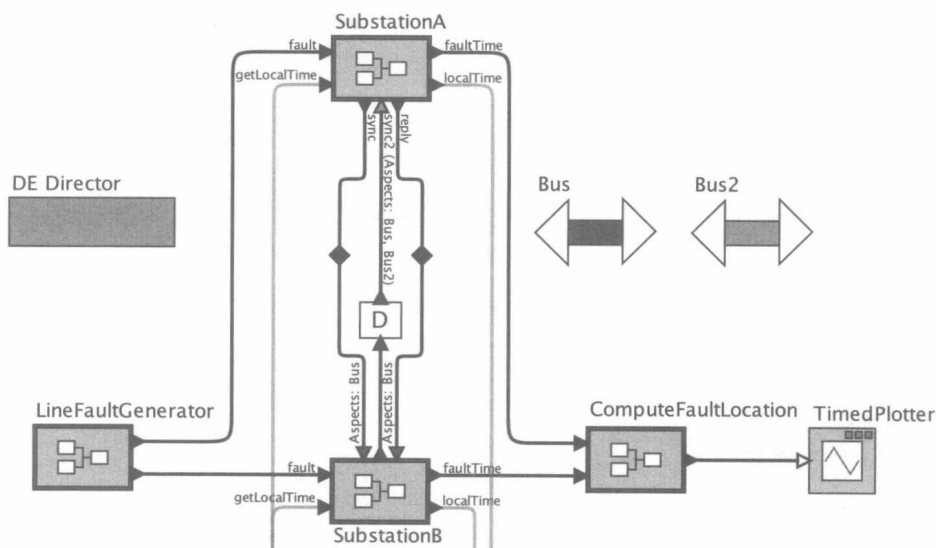 SubstationA
fault
faultTime
getLocalTime
localTime
sync
sync2 (Aspects: Bus, Bus2)
reply
DE Director
Bus
Bus2
D
Aspects: Bus
Aspects: Bus
LineFaultGenerator
ComputeFaultLocation
TimedPlotter
fault
faultTime
getLocalTime
localTime
SubstationB